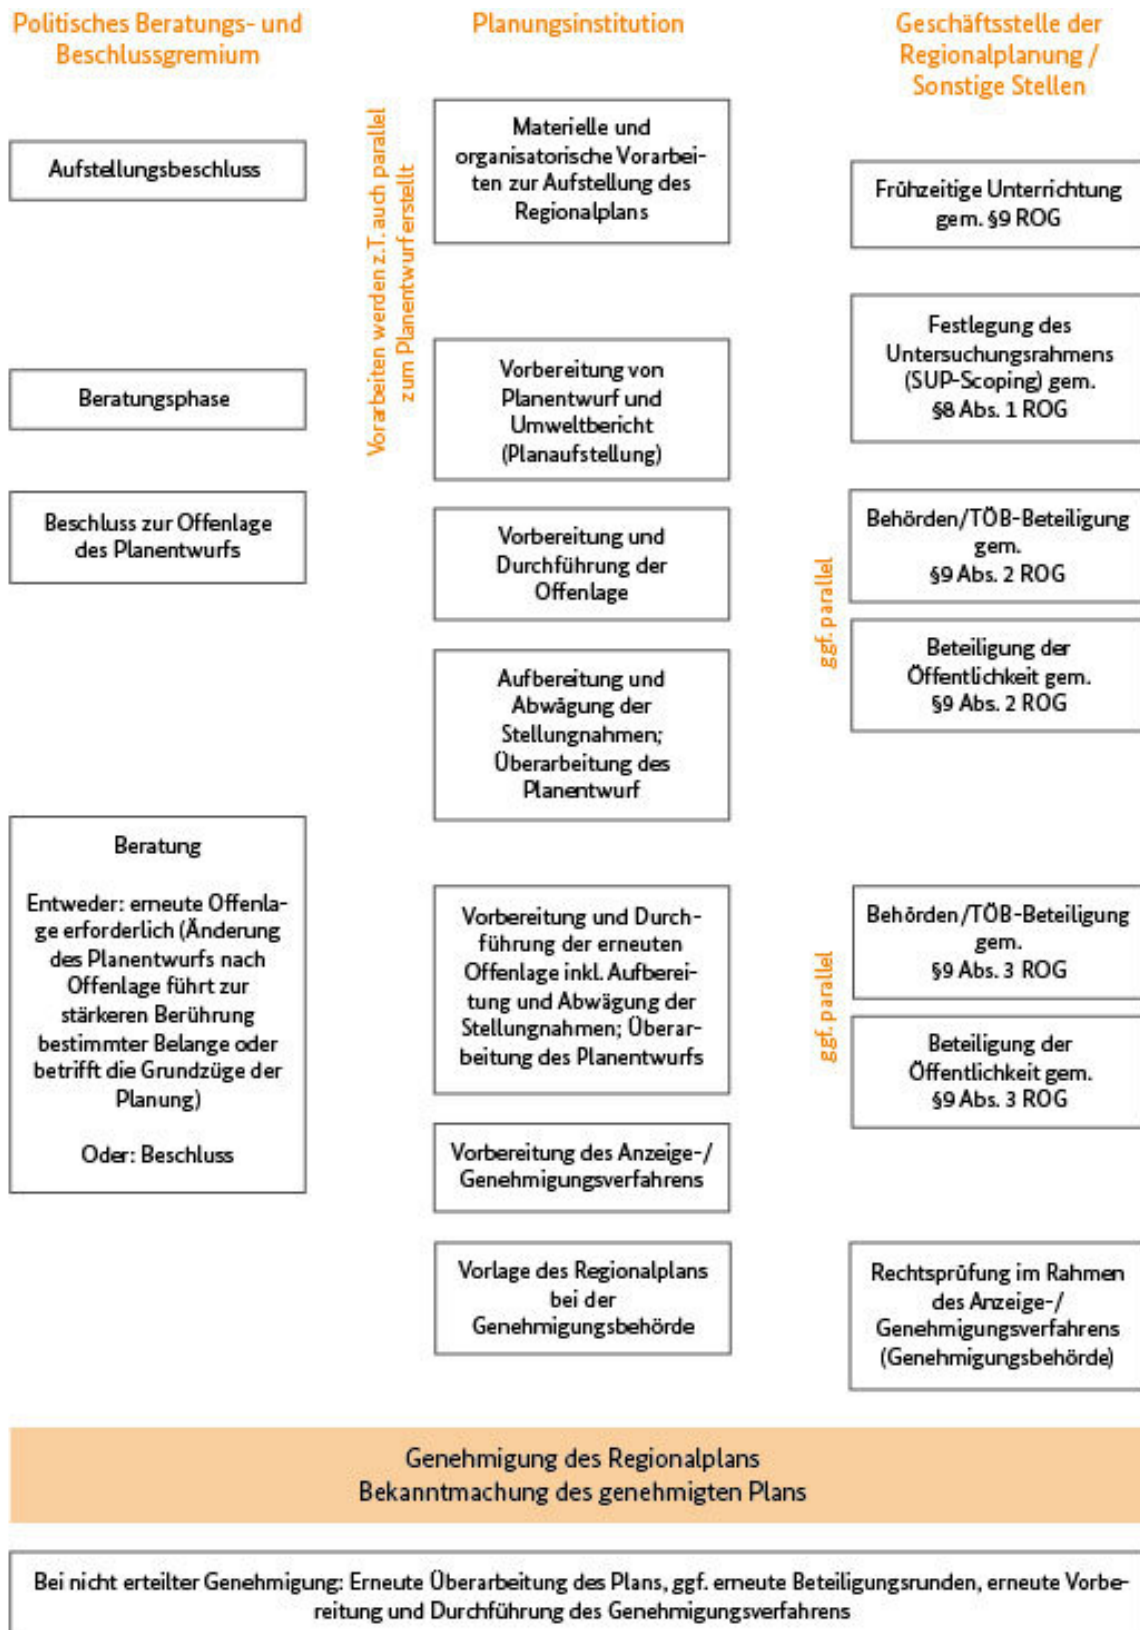 Politisches Beratungs- und
Beschlussgremium
Planungsinstitution
Geschäftsstelle der
Regionalplanung /
Sonstige Stellen
Aufstellungsbeschluss
Vorarbeiten werden z.T. auch parallel
zum Planentwurf erstellt
Materielle und
organisatorische Vorarbei-
ten zur Aufstellung des
Regionalplans
Frühzeitige Unterrichtung
gem. §9 ROG
Festlegung des
Untersuchungsrahmens
(SUP-Scoping) gem.
§8 Abs. 1 ROG
Beratungsphase
Vorbereitung von
Planentwurf und
Umweltbericht
(Planaufstellung)
Beschluss zur Offenlage
des Planentwurfs
Vorbereitung und
Durchführung der
Offenlage
ggf. parallel
Behörden/TÖB-Beteiligung
gem.
§9 Abs. 2 ROG
Beteiligung der
Öffentlichkeit gem.
§9 Abs. 2 ROG
Aufbereitung und
Abwägung der
Stellungnahmen;
Überarbeitung des
Planentwurf
Beratung
Entweder: erneute Offenla-
ge erforderlich (Änderung
des Planentwurfs nach
Offenlage führt zur
stärkeren Berührung
bestimmter Belange oder
betrifft die Grundzüge der
Planung)
Oder: Beschluss
Vorbereitung und Durch-
führung der erneuten
Offenlage inkl. Aufberei-
tung und Abwägung der
Stellungnahmen; Überar-
beitung des Planentwurfs
ggf. parallel
Behörden/TÖB-Beteiligung
gem.
§9 Abs. 3 ROG
Beteiligung der
Öffentlichkeit gem.
§9 Abs. 3 ROG
Vorbereitung des Anzeige-/
Genehmigungsverfahrens
Vorlage des Regionalplans
bei der
Genehmigungsbehörde
Rechtsprüfung im Rahmen
des Anzeige-/
Genehmigungsverfahrens
(Genehmigungsbehörde)
Genehmigung des Regionalplans
Bekanntmachung des genehmigten Plans
Bei nicht erteilter Genehmigung: Erneute Überarbeitung des Plans, ggf. erneute Beteiligungsrunden, erneute Vorbe-
reitung und Durchführung des Genehmigungsverfahrens